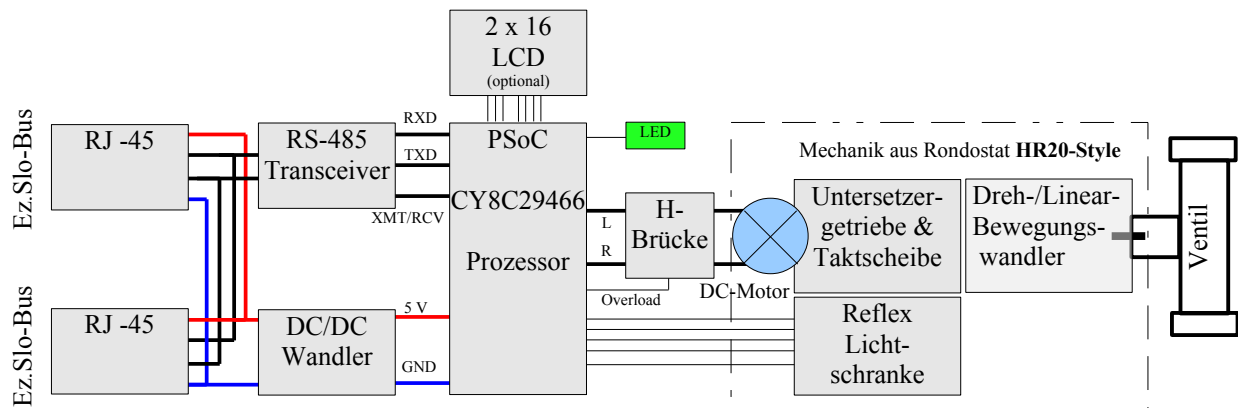 2 x 16
LCD
(optional)
Ez.Slo-Bus
RJ -45
RS-485
Transceiver
RXD
TXD
XMT/RCV
PSoC
CY8C29466
Prozessor
LED
H-
Brücke
L
R
Overload
DC-Motor
Mechanik aus Rondostat HR20-Style
Untersetzer-
getriebe &
Taktscheibe
Dreh-/Linear-
Bewegungs-
wandler
Ventil
Ez.Slo-Bus
RJ -45
DC/DC
Wandler
5 V
GND
Reflex
Licht-
schranke